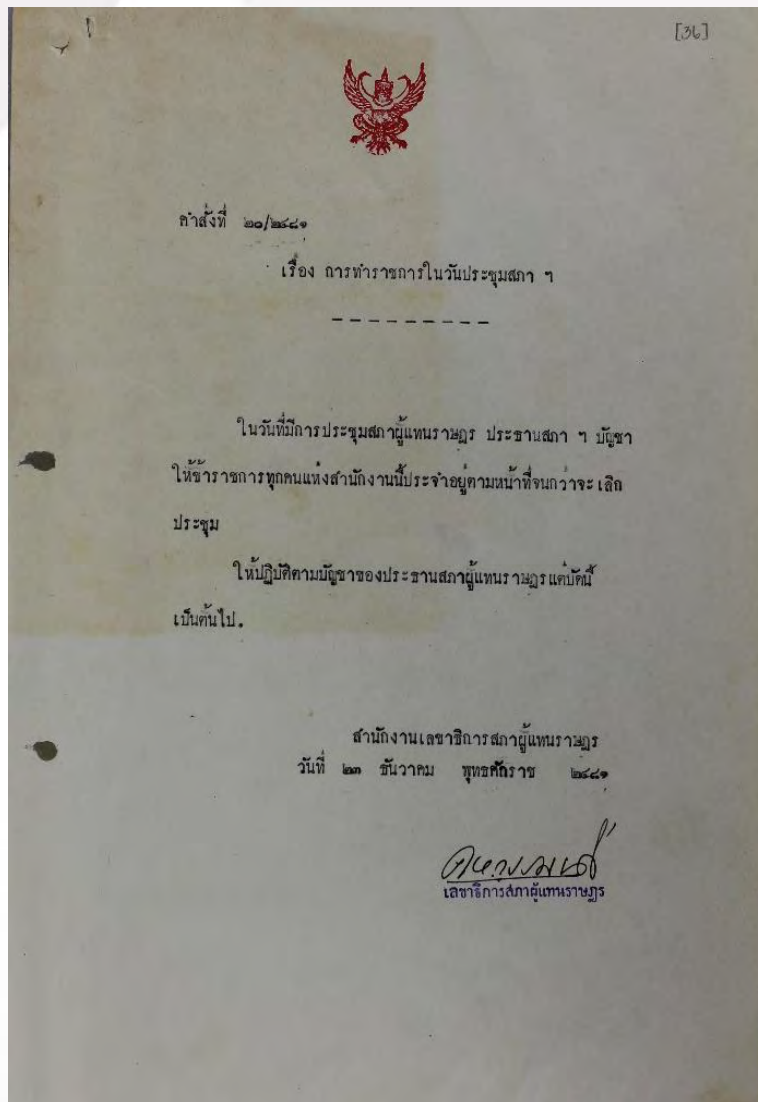 [36]
คำสั่งที่ ๒๐/๒๔๘๑
เรื่อง การทำราชการในวันประชุมสภา ฯ
---------
ในวันที่มีการประชุมสภาผู้แทนราษฎร ประธานสภา ฯ บัญชา
ให้ข้าราชการทุกคนแห่งสำนักงานนี้ประจำอยู่ตามหน้าที่จนกว่าจะเลิก
ประชุม
ให้ปฏิบัติตามบัญชาของประธานสภาผู้แทนราษฎรแต่บัดนี้
เป็นต้นไป.
สำนักงานเลขาธิการสภาผู้แทนราษฎร
วันที่ ๒๓ ธันวาคม พุทธศักราช ๒๔๘๑
เลขาธิการสภาผู้แทนราษฎร